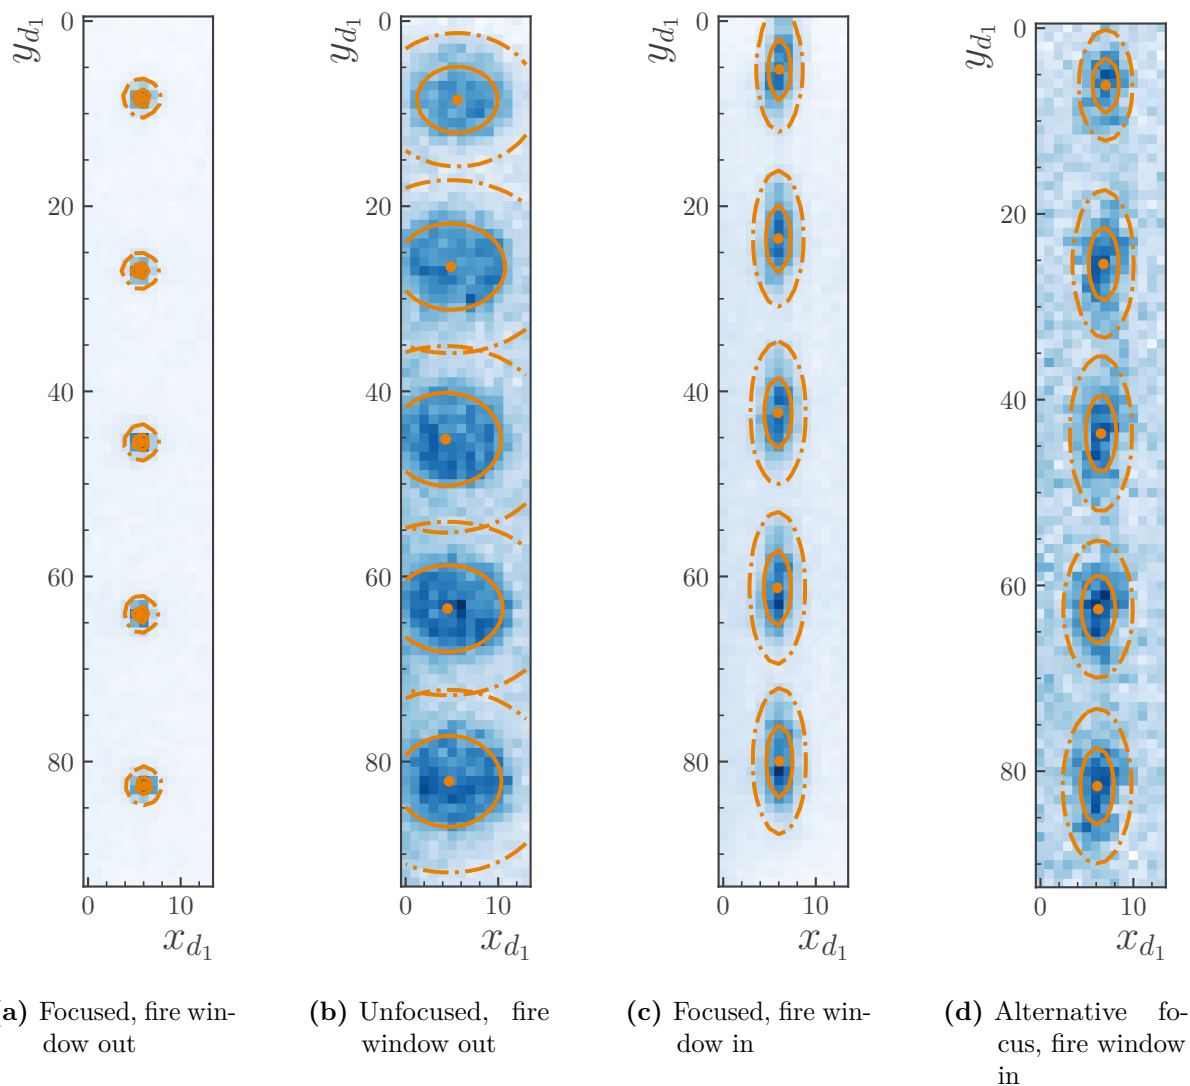 y_{d_1}
0
20
40
60
80
0 10
x_{d_1}
y_{d_1}
0
20
40
60
80
0 10
x_{d_1}
y_{d_1}
0
20
40
60
80
0 10
x_{d_1}
y_{d_1}
0
20
40
60
80
0 10
x_{d_1}
a) Focused, fire win-
dow out
(b) Unfocused, fire
window out
(c) Focused, fire win-
dow in
(d) Alternative fo-
cus, fire window
in